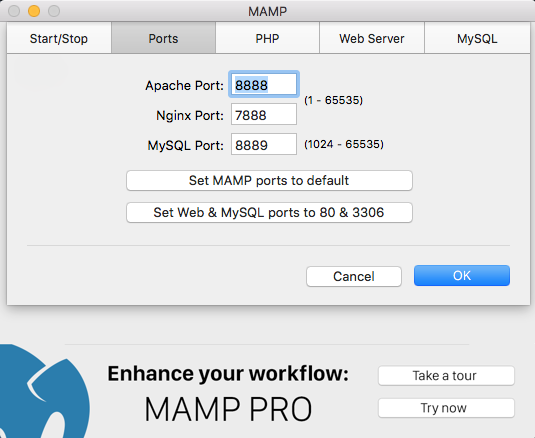 MAMP
Start/Stop Ports PHP Web Server MySQL
Apache Port: 8888
(1 - 65535)
Nginx Port: 7888
MySQL Port: 8889 (1024 - 65535)
Set MAMP ports to default
Set Web & MySQL ports to 80 & 3306
Cancel OK
Enhance your workflow: Take a tour
MAMP PRO Try now